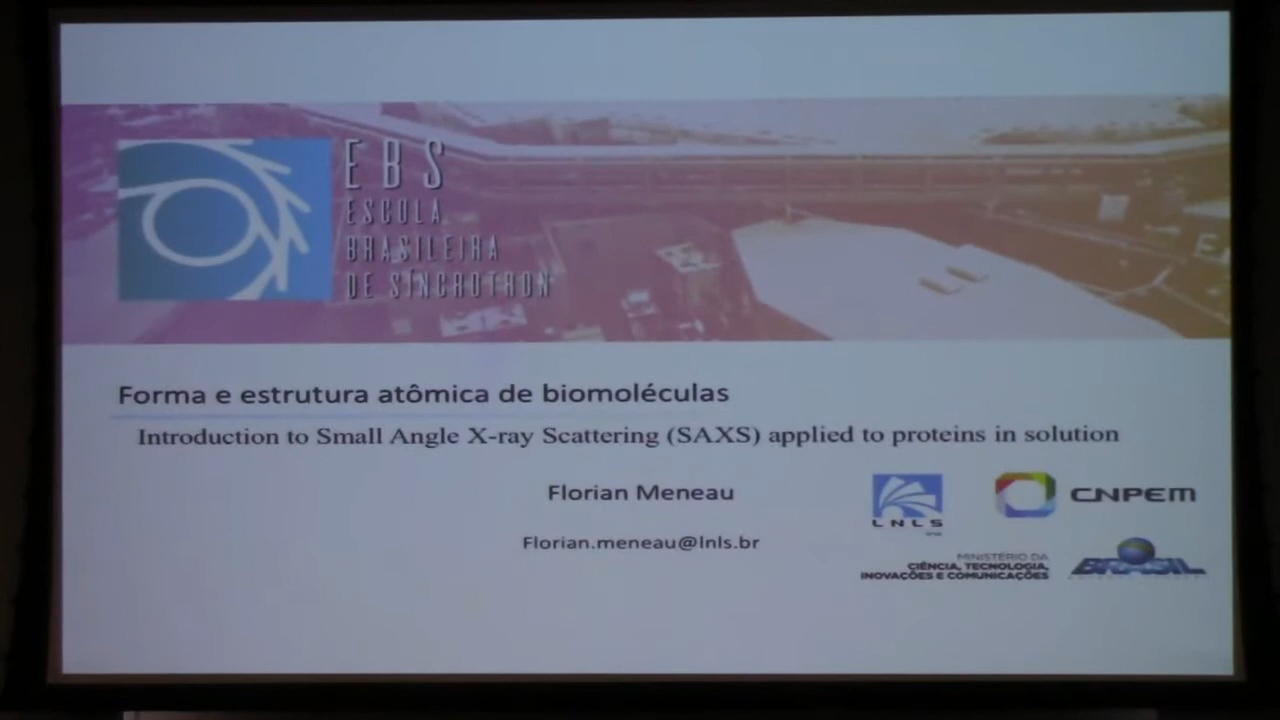 EBS
ESCOLA
BRASILEIRA
DE SÍNCROTRON
Forma e estrutura atômica de biomoléculas
Introduction to Small Angle X-ray Scattering (SAXS) applied to proteins in solution
Florian Meneau
Florian.meneau@lnls.br
LNLS
CNPEM
MINISTÉRIO DA
CIÊNCIA, TECNOLOGIA,
INOVAÇÕES E COMUNICAÇÕES
BRASIL